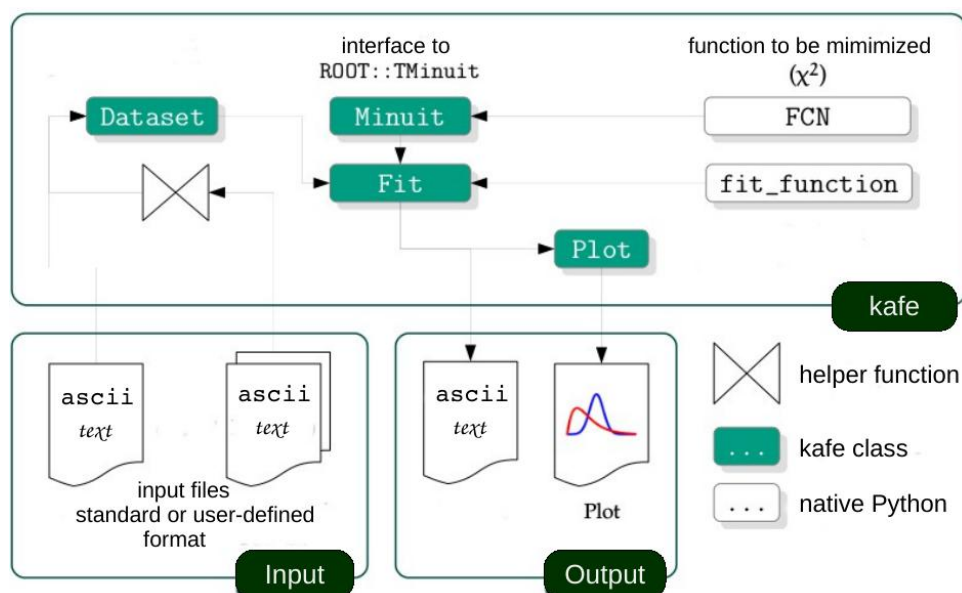 interface to
ROOT::TMinuit
function to be mimimized
(χ²)
Dataset
Minuit
FCN
Fit
fit_function
Plot
kafe
ascii
text
ascii
text
input files
standard or user-defined
format
Input
ascii
text
Plot
Output
helper function
...
kafe class
...
native Python